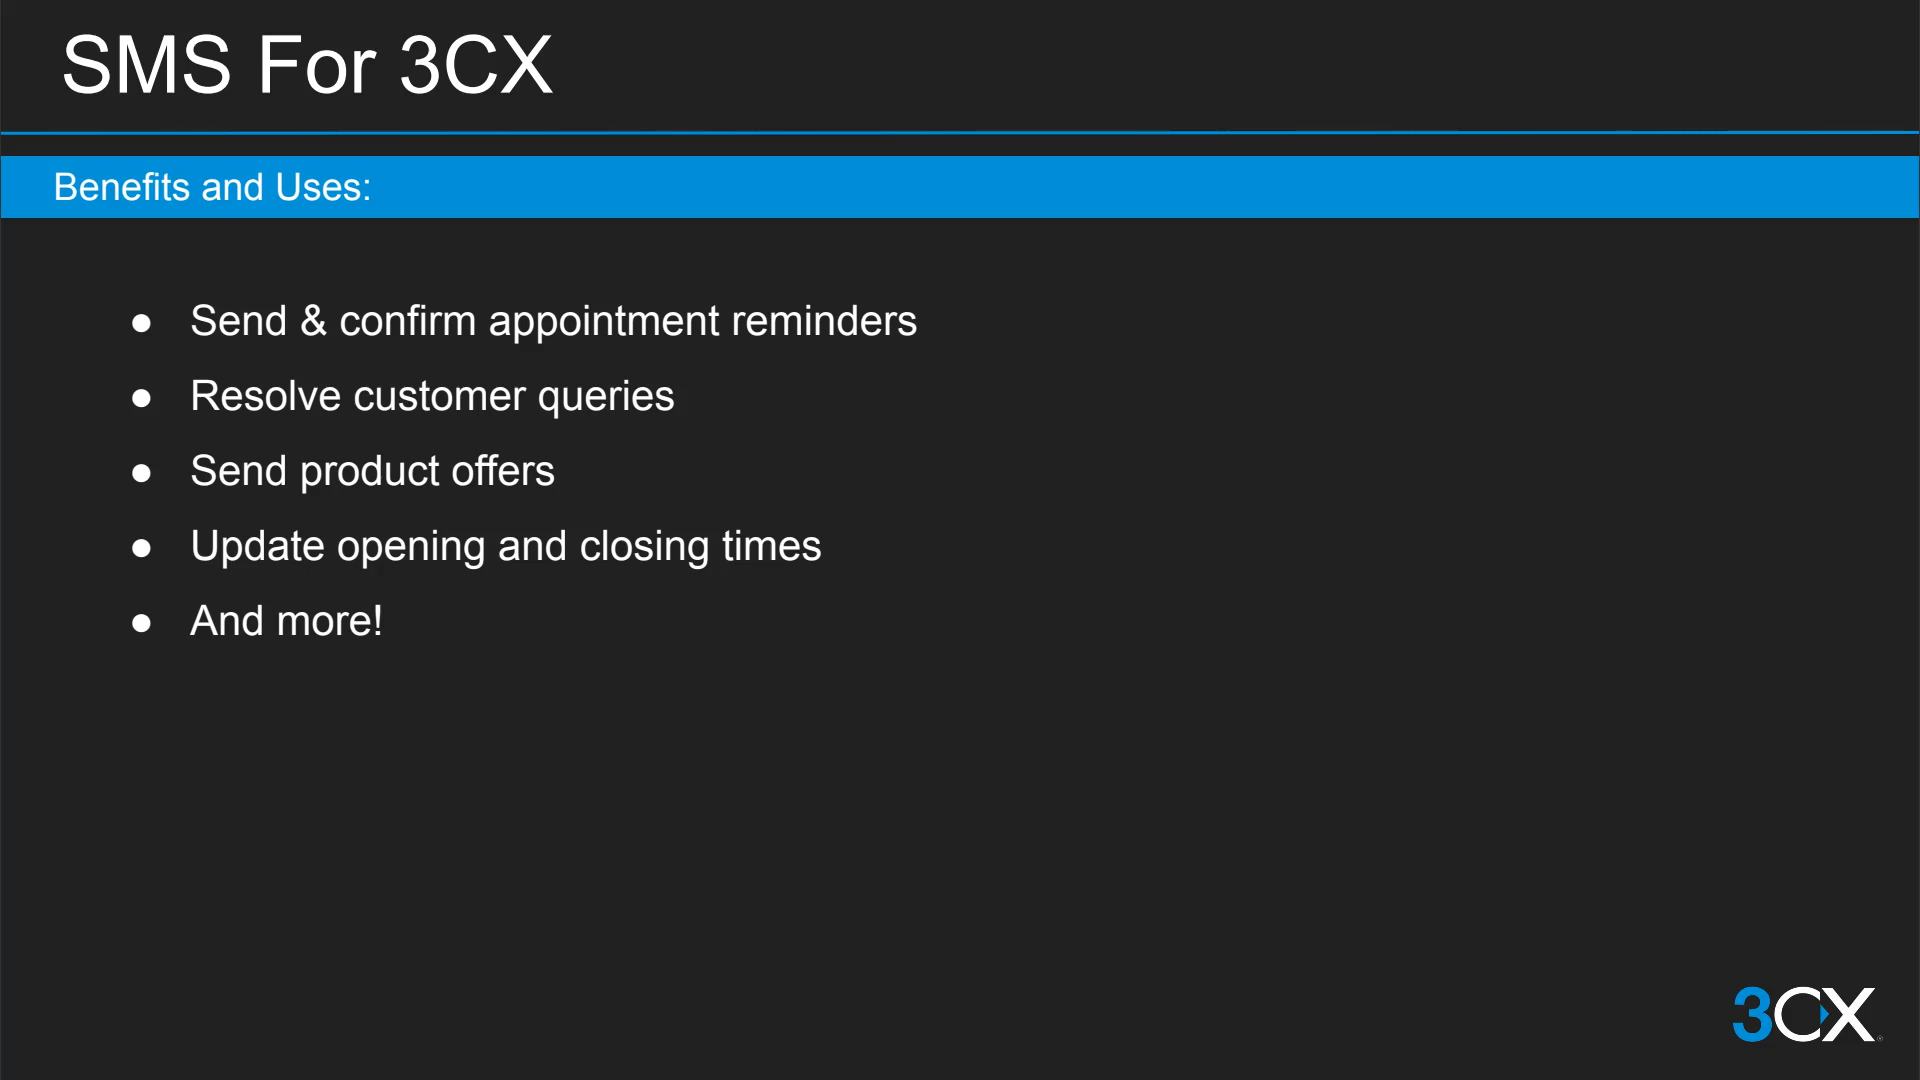 SMS For 3CX
Benefits and Uses:
● Send & confirm appointment reminders
● Resolve customer queries
● Send product offers
● Update opening and closing times
● And more!
3CX